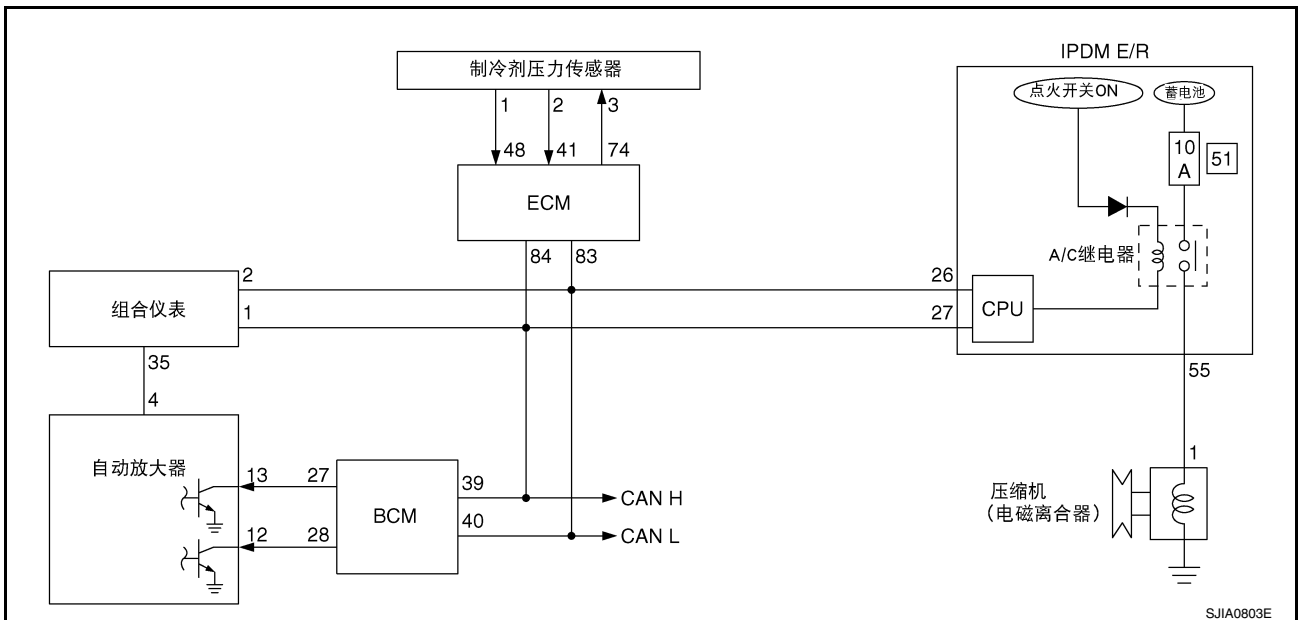 IPDM E/R
制冷剂压力传感器
点火开关ON
蓄电池
1
2
3
10
A
51
48
41
74
ECM
84
83
A/C继电器
2
26
组合仪表
CPU
1
27
35
55
4
自动放大器
13
27
39
1
BCM
CAN H
压缩机
(电磁离合器)
12
28
40
CAN L
SJIA0803E